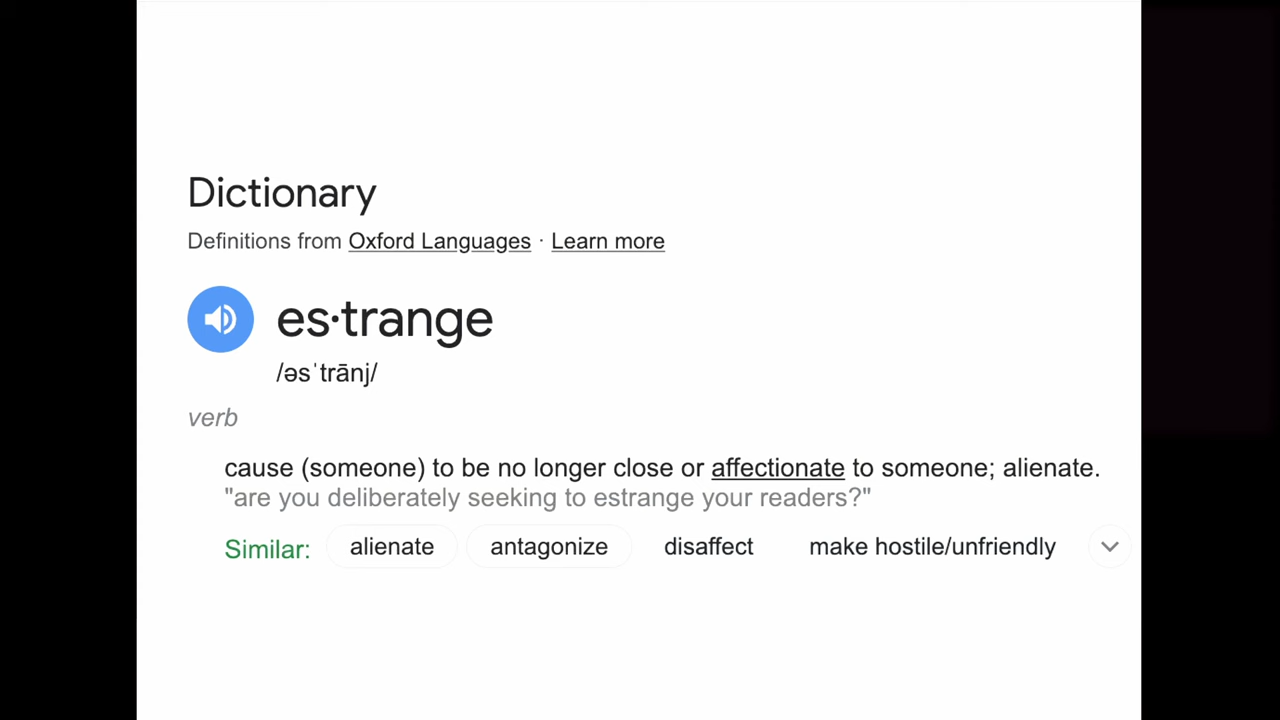 Dictionary
Definitions from Oxford Languages · Learn more
es·trange
/əsˈtrānj/
verb
cause (someone) to be no longer close or affectionate to someone; alienate.
"are you deliberately seeking to estrange your readers?"
Similar: alienate antagonize disaffect make hostile/unfriendly